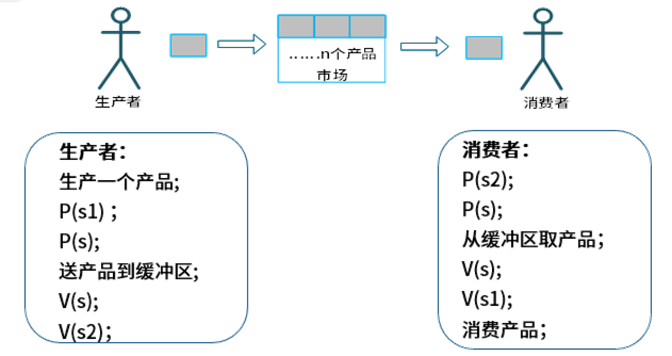 ......n个产品
市场
生产者
消费者
生产者：
生产一个产品;
P(s1) ；
P(s);
送产品到缓冲区;
V(s);
V(s2)；
消费者：
P(s2);
P(s);
从缓冲区取产品；
V(s);
V(s1);
消费产品；